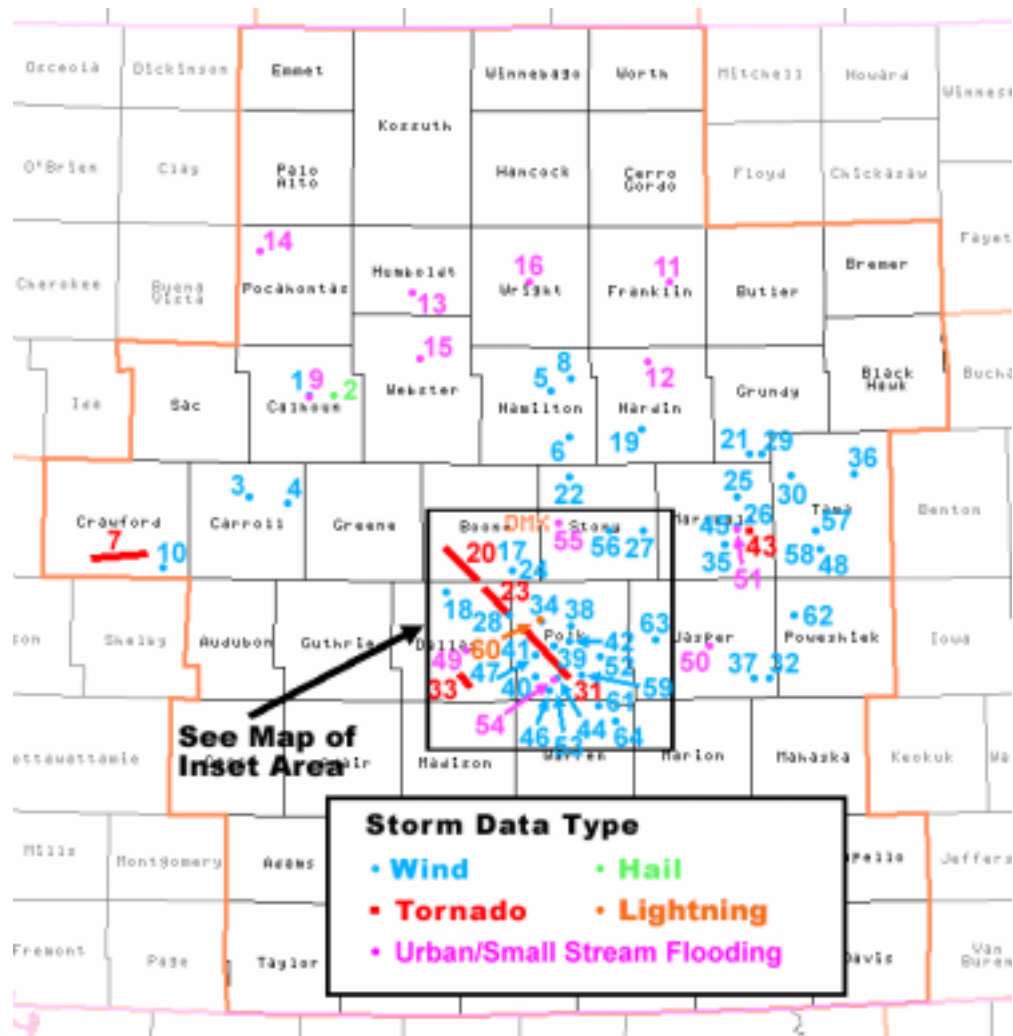 Osceola Dickinson Emmet Winnebago Worth Mitchell Howard
Kossuth
O'Brien Clay Palo Alto Hancock Cerro Gordo Floyd Chickasaw
14 Fayet
Cherokee Buena Vista Pocahontas Humboldt 13 16 Wright 11 Franklin Butler Bremer
15 8
Ida Sac 1 9 2 Calhoun Webster 5 Hamilton 12 Hardin Grundy Black Hawk
6 19 21 29 36
3 4 22 25 30
Crawford Carroll Greene Boone DMX Story 45 26 Tama 57 Benton
7 10 20 17 55 56 27 35 43 58 48
24 51
18 28 23 34 38 63 62
Shelby Audubon Guthrie Polk 42 Jasper Poweshiek Iowa
49 60 41 39 52 50 37 32
33 47 40 31 59
54 61
46 53 44 64
See Map of
Inset Area
Madison Warren Marion Mahaska Keokuk
Storm Data Type
Wind Hail
Tornado Lightning
Urban/Small Stream Flooding
Mills Montgomery Adams Jeffers
Fremont Page Taylor Davis Van Buren